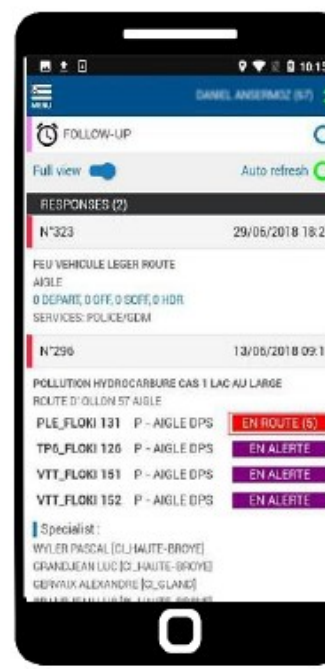 10:15
MENU
DANIEL ANSERMOZ (57)
FOLLOW-UP
Full view
Auto refresh
RESPONSES (2)
N°323
29/06/2018 18:2
FEU VEHICULE LEGER ROUTE
AIGLE
0 DEPART, 0 OFF, 0 SOFF, 0 HDR
SERVICES: POLICE/GDM
N°296
13/06/2018 09:1
POLLUTION HYDROCARBURE CAS 1 LAC AU LARGE
ROUTE D'OLLON 57 AIGLE
PLE_FLOKI 131 P - AIGLE DPS EN ROUTE (5)
TP6_FLOKI 126 P - AIGLE DPS EN ALERTE
VTT_FLOKI 151 P - AIGLE DPS EN ALERTE
VTT_FLOKI 152 P - AIGLE DPS EN ALERTE
Specialist :
WYLER PASCAL [CI_HAUTE-BROYE]
GRANDJEAN LUC [CI_HAUTE-BROYE]
GERVAIX ALEXANDRE [CI_GLAND]